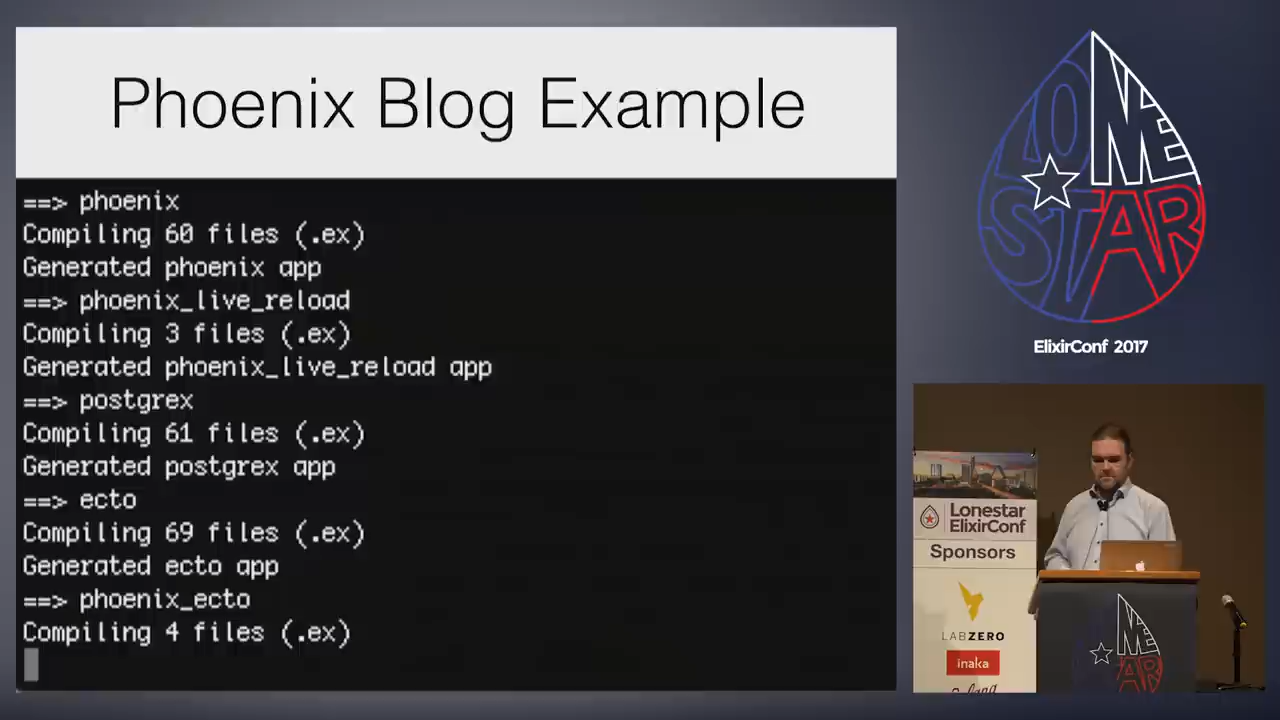 Phoenix Blog Example
==> phoenix
Compiling 60 files (.ex)
Generated phoenix app
==> phoenix_live_reload
Compiling 3 files (.ex)
Generated phoenix_live_reload app
==> postgrex
Compiling 61 files (.ex)
Generated postgrex app
==> ecto
Compiling 69 files (.ex)
Generated ecto app
==> phoenix_ecto
Compiling 4 files (.ex)
LONE
STAR
ElixirConf 2017
Lonestar
ElixirConf
Sponsors
LABZERO
inaka
NE
AR